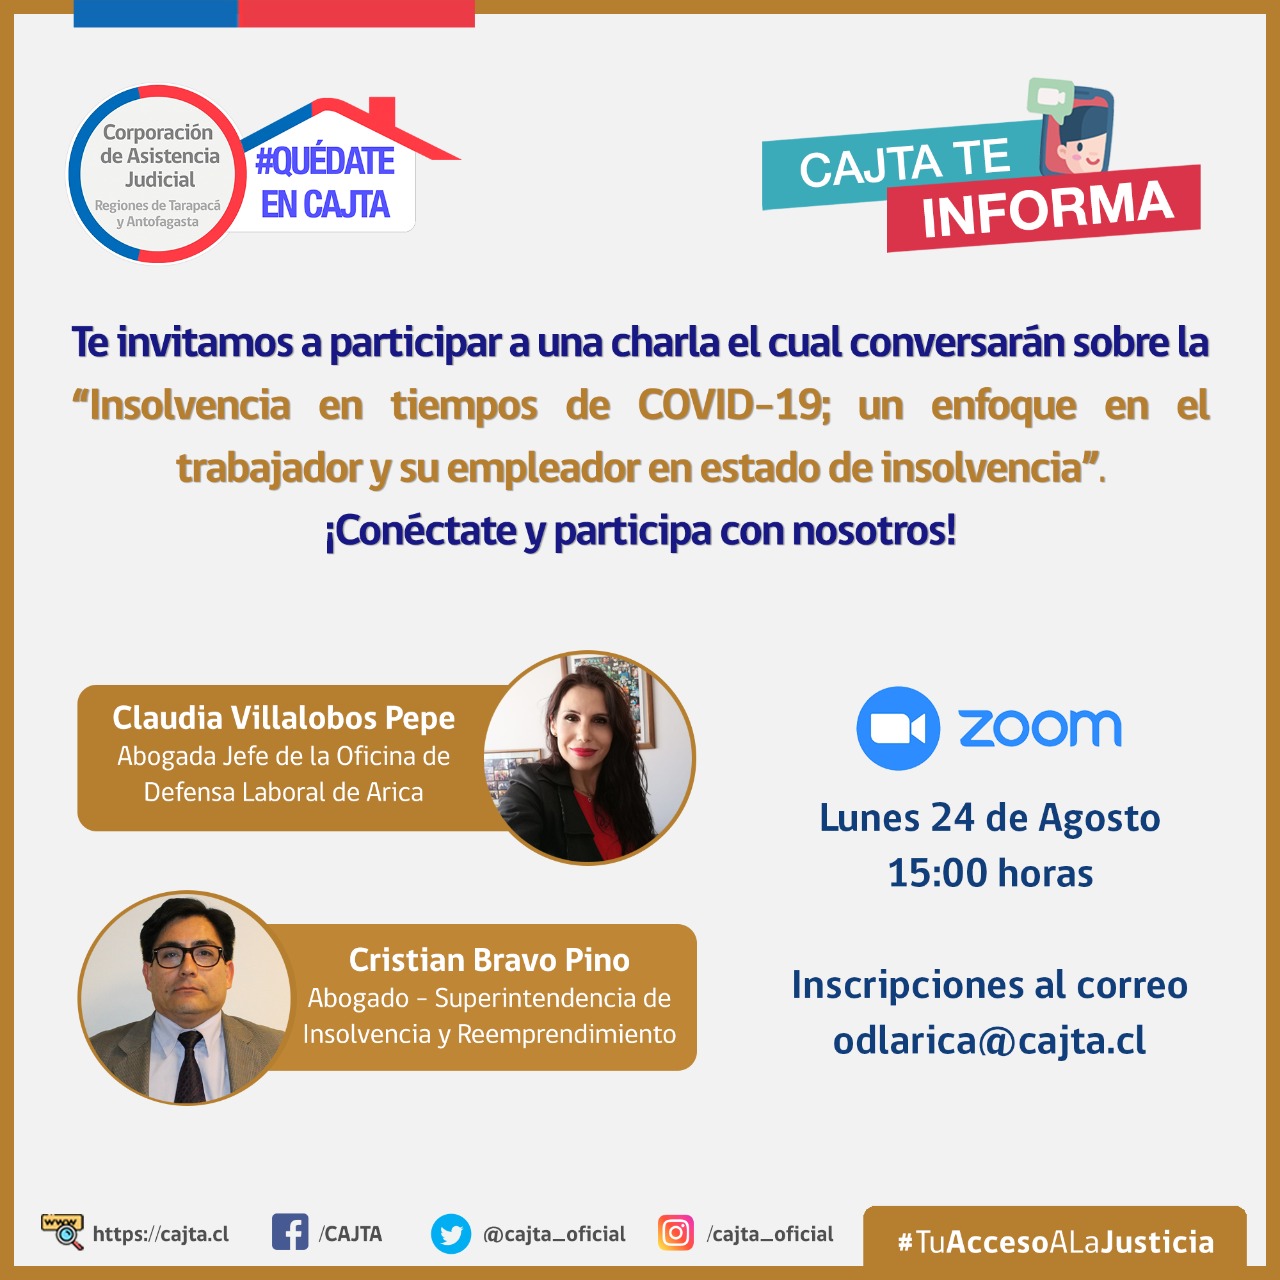 Corporación
de Asistencia
Judicial
Regiones de Tarapacá
y Antofagasta
#QUÉDATE
EN CAJTA
CAJTA TE
INFORMA
Te invitamos a participar a una charla el cual conversarán sobre la
“Insolvencia en tiempos de COVID-19; un enfoque en el
trabajador y su empleador en estado de insolvencia”.
¡Conéctate y participa con nosotros!
Claudia Villalobos Pepe
Abogada Jefe de la Oficina de
Defensa Laboral de Arica
Cristian Bravo Pino
Abogado - Superintendencia de
Insolvencia y Reemprendimiento
zoom
Lunes 24 de Agosto
15:00 horas
Inscripciones al correo
odlarica@cajta.cl
www
https://cajta.cl
/CAJTA
@cajta_oficial
/cajta_oficial
#TuAccesoALaJusticia